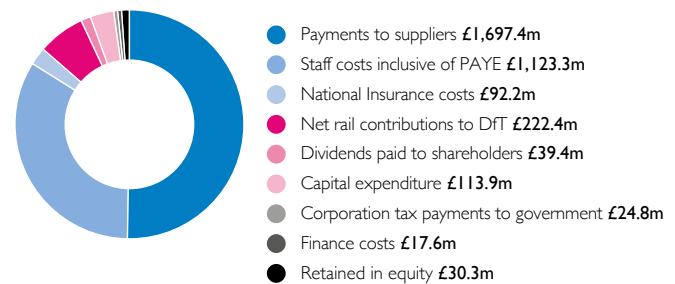 Payments to suppliers £1,697.4m
Staff costs inclusive of PAYE £1,123.3m
National Insurance costs £92.2m
Net rail contributions to DfT £222.4m
Dividends paid to shareholders £39.4m
Capital expenditure £113.9m
Corporation tax payments to government £24.8m
Finance costs £17.6m
Retained in equity £30.3m